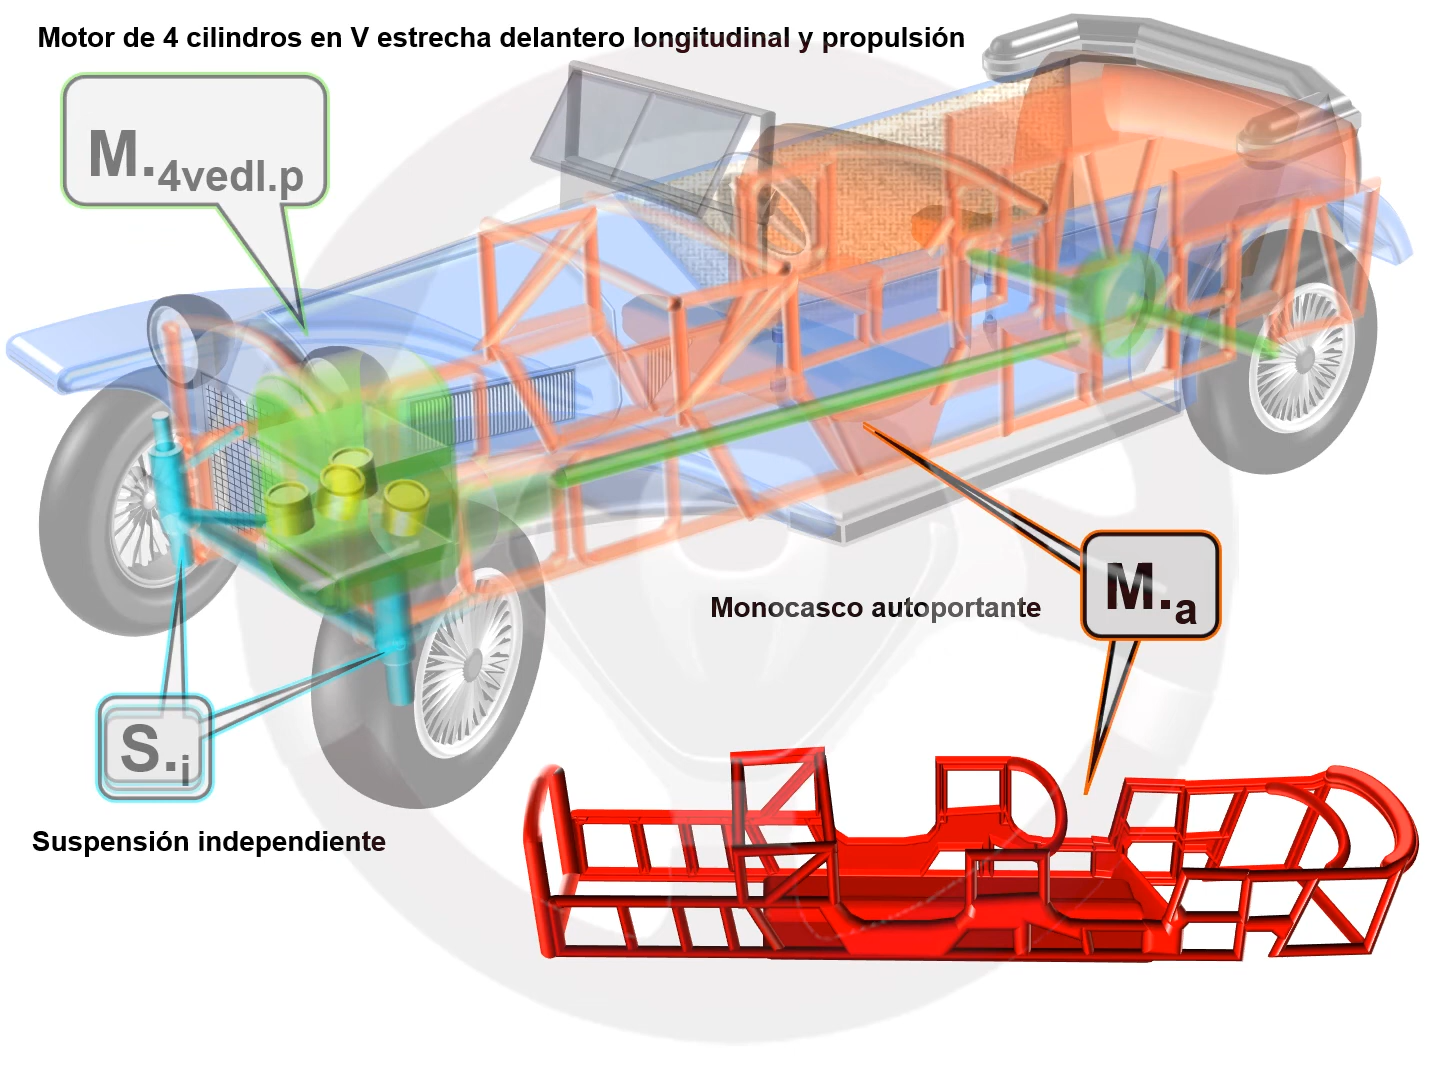 Motor de 4 cilindros en V estrecha delantero longitudinal y propulsión
M.4vedl.p
Monocasco autoportante
M.a
S.i
Suspensión independiente